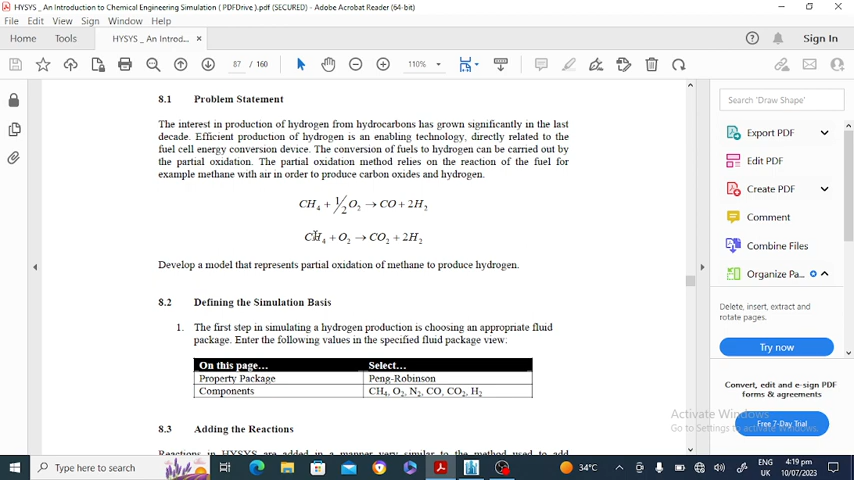 HYSYS _ An Introduction to Chemical Engineering Simulation ( PDFDrive ).pdf (SECURED) - Adobe Acrobat Reader (64-bit)
File Edit View Sign Window Help
Home Tools HYSYS _ An Introd... × Sign In
87 / 160 110%
8.1 Problem Statement
The interest in production of hydrogen from hydrocarbons has grown significantly in the last
decade. Efficient production of hydrogen is an enabling technology, directly related to the
fuel cell energy conversion device. The conversion of fuels to hydrogen can be carried out by
the partial oxidation. The partial oxidation method relies on the reaction of the fuel for
example methane with air in order to produce carbon oxides and hydrogen.
CH₄ + 1/2 O₂ → CO + 2H₂
CH₄ + O₂ → CO₂ + 2H₂
Develop a model that represents partial oxidation of methane to produce hydrogen.
8.2 Defining the Simulation Basis
1. The first step in simulating a hydrogen production is choosing an appropriate fluid
package. Enter the following values in the specified fluid package view:
On this page… Select…
Property Package Peng-Robinson
Components CH₄, O₂, N₂, CO, CO₂, H₂
8.3 Adding the Reactions
Reactions in HYSYS are added in a manner very similar to the method used to add
Search 'Draw Shape'
Export PDF
Edit PDF
Create PDF
Comment
Combine Files
Organize Pa...
Delete, insert, extract and
rotate pages.
Try now
Convert, edit and e-sign PDF
forms & agreements
Free 7-Day Trial
Activate Windows
Go to Settings to activate Windows.
Type here to search
34°C
ENG
UK
4:19 pm
10/07/2023